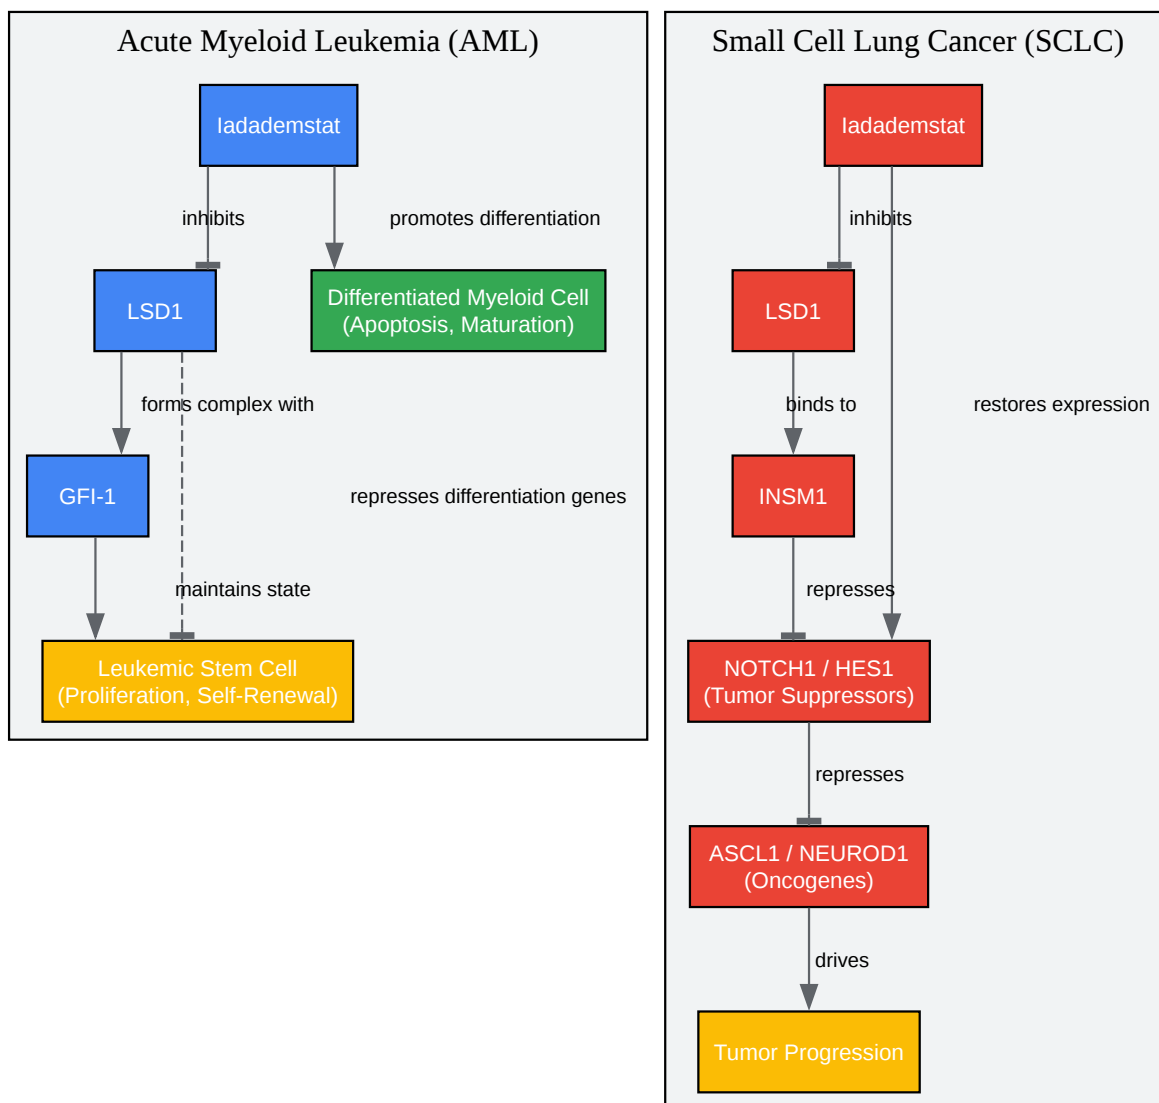 Acute Myeloid Leukemia (AML)
Iadademstat
inhibits
promotes differentiation
LSD1
Differentiated Myeloid Cell
(Apoptosis, Maturation)
forms complex with
GFI-1
represses differentiation genes
maintains state
Leukemic Stem Cell
(Proliferation, Self-Renewal)
Small Cell Lung Cancer (SCLC)
Iadademstat
inhibits
LSD1
binds to
restores expression
INSM1
represses
NOTCH1 / HES1
(Tumor Suppressors)
represses
ASCL1 / NEUROD1
(Oncogenes)
drives
Tumor Progression